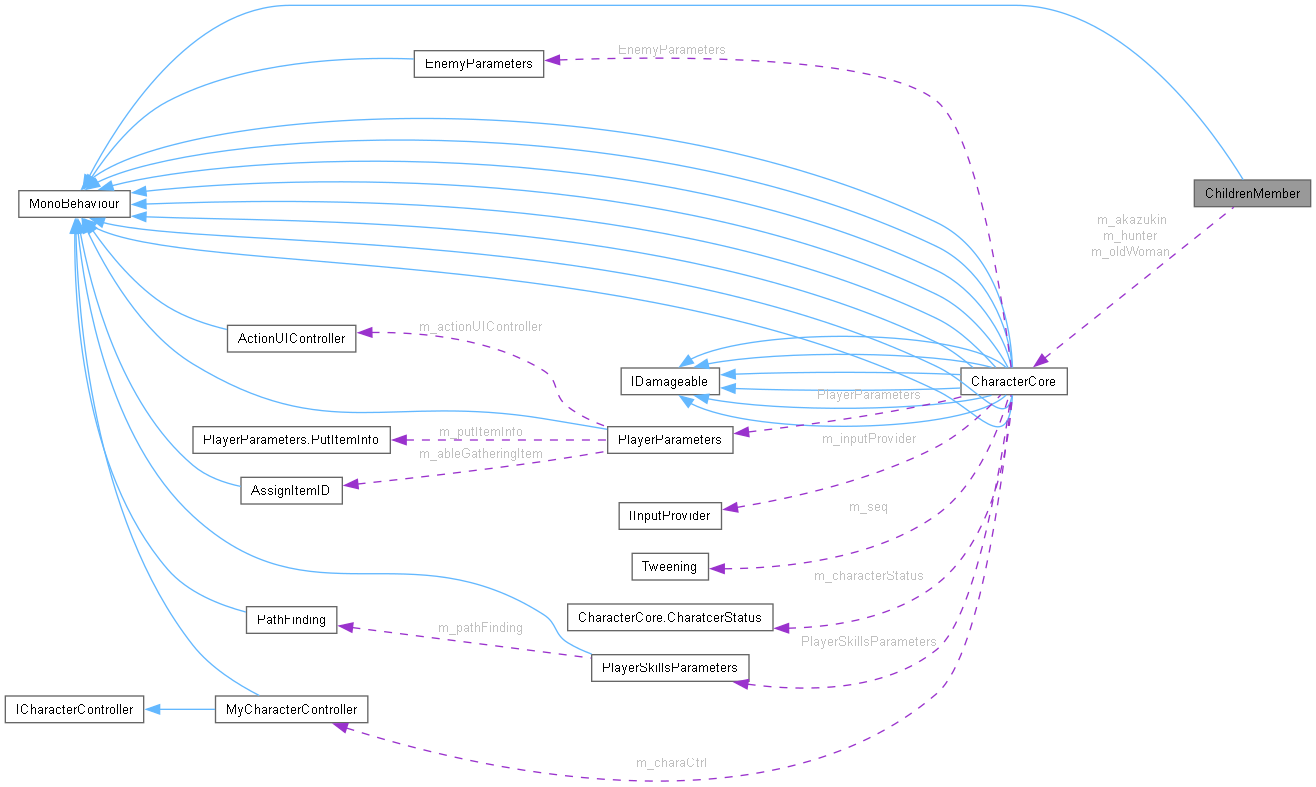 EnemyParameters
EnemyParameters
ChildrenMember
MonoBehaviour
m_akazukin
m_hunter
m_oldWoman
m_actionUIController
ActionUIController
IDamageable
CharacterCore
PlayerParameters
PlayerParameters.PutItemInfo
m_putItemInfo
PlayerParameters
m_inputProvider
m_ableGatheringItem
AssignItemID
IInputProvider
m_seq
Tweening
m_characterStatus
CharacterCore.CharatcerStatus
PathFinding
m_pathFinding
PlayerSkillsParameters
PlayerSkillsParameters
ICharacterController
MyCharacterController
m_charaCtrl